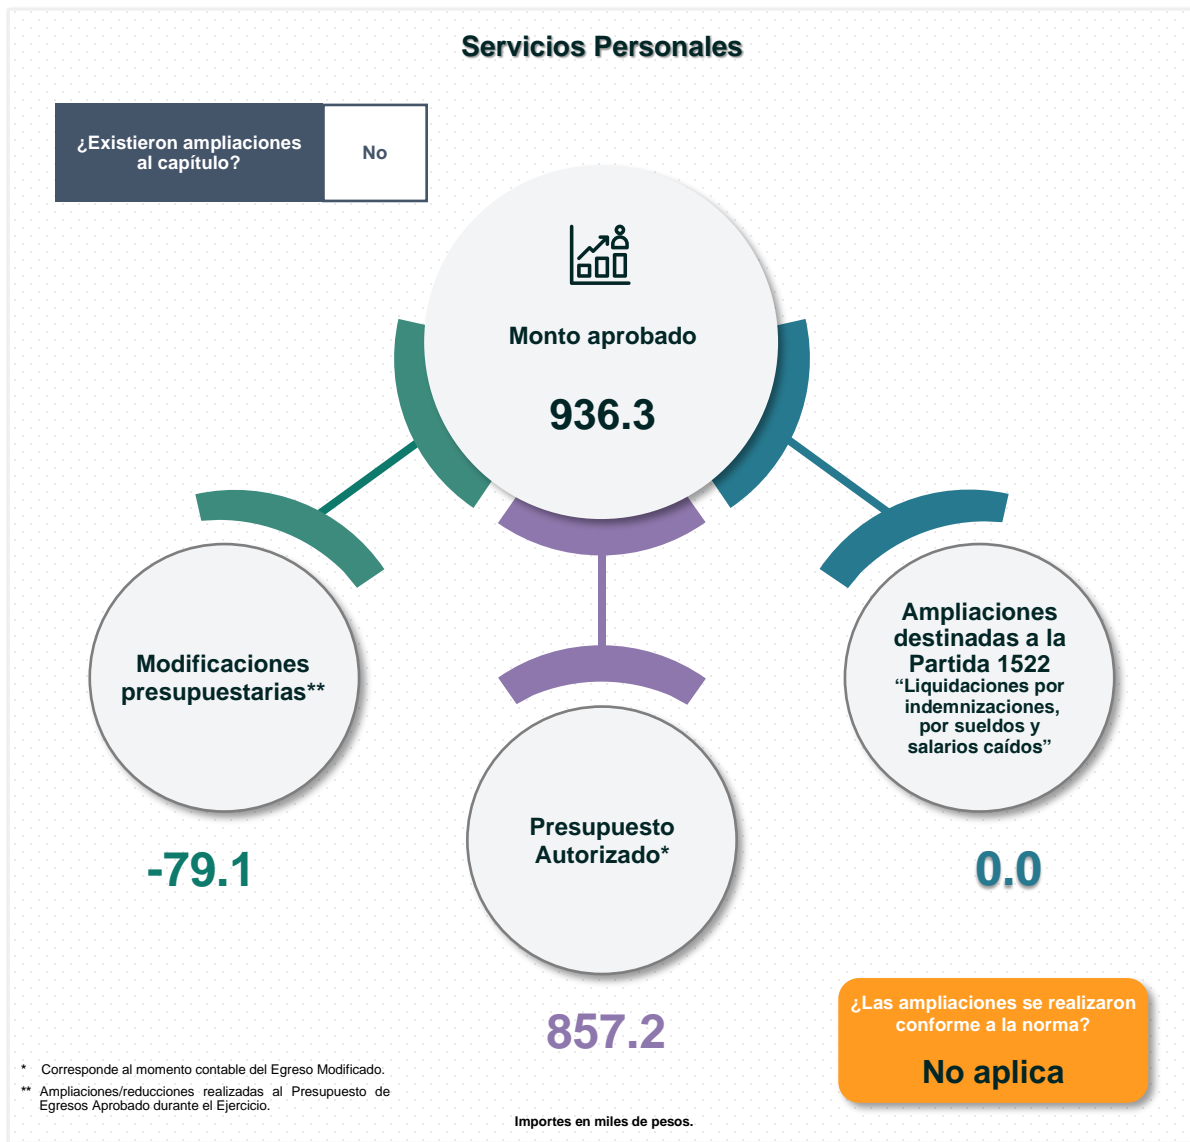 Servicios Personales
¿Existieron ampliaciones
al capítulo?
No
Monto aprobado
936.3
Modificaciones
presupuestarias**
-79.1
Presupuesto
Autorizado*
857.2
Ampliaciones
destinadas a la
Partida 1522
“Liquidaciones por
indemnizaciones,
por sueldos y
salarios caídos”
0.0
¿Las ampliaciones se realizaron
conforme a la norma?
No aplica
* Corresponde al momento contable del Egreso Modificado.
** Ampliaciones/reducciones realizadas al Presupuesto de
Egresos Aprobado durante el Ejercicio.
Importes en miles de pesos.